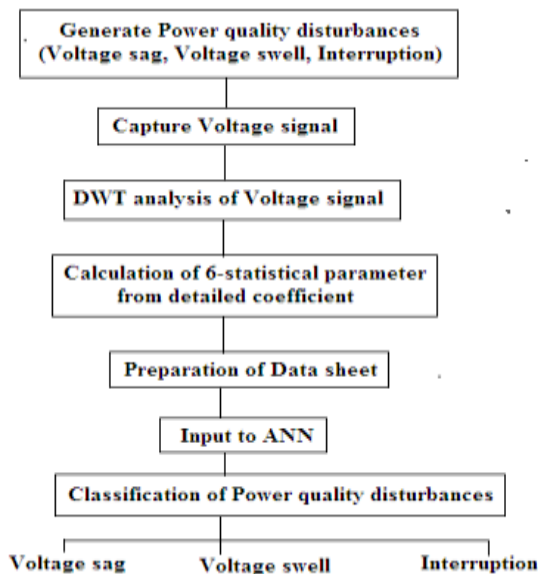 Generate Power quality disturbances
(Voltage sag, Voltage swell, Interruption)
Capture Voltage signal
DWT analysis of Voltage signal
Calculation of 6-statistical parameter
from detailed coefficient
Preparation of Data sheet
Input to ANN
Classification of Power quality disturbances
Voltage sag Voltage swell Interruption